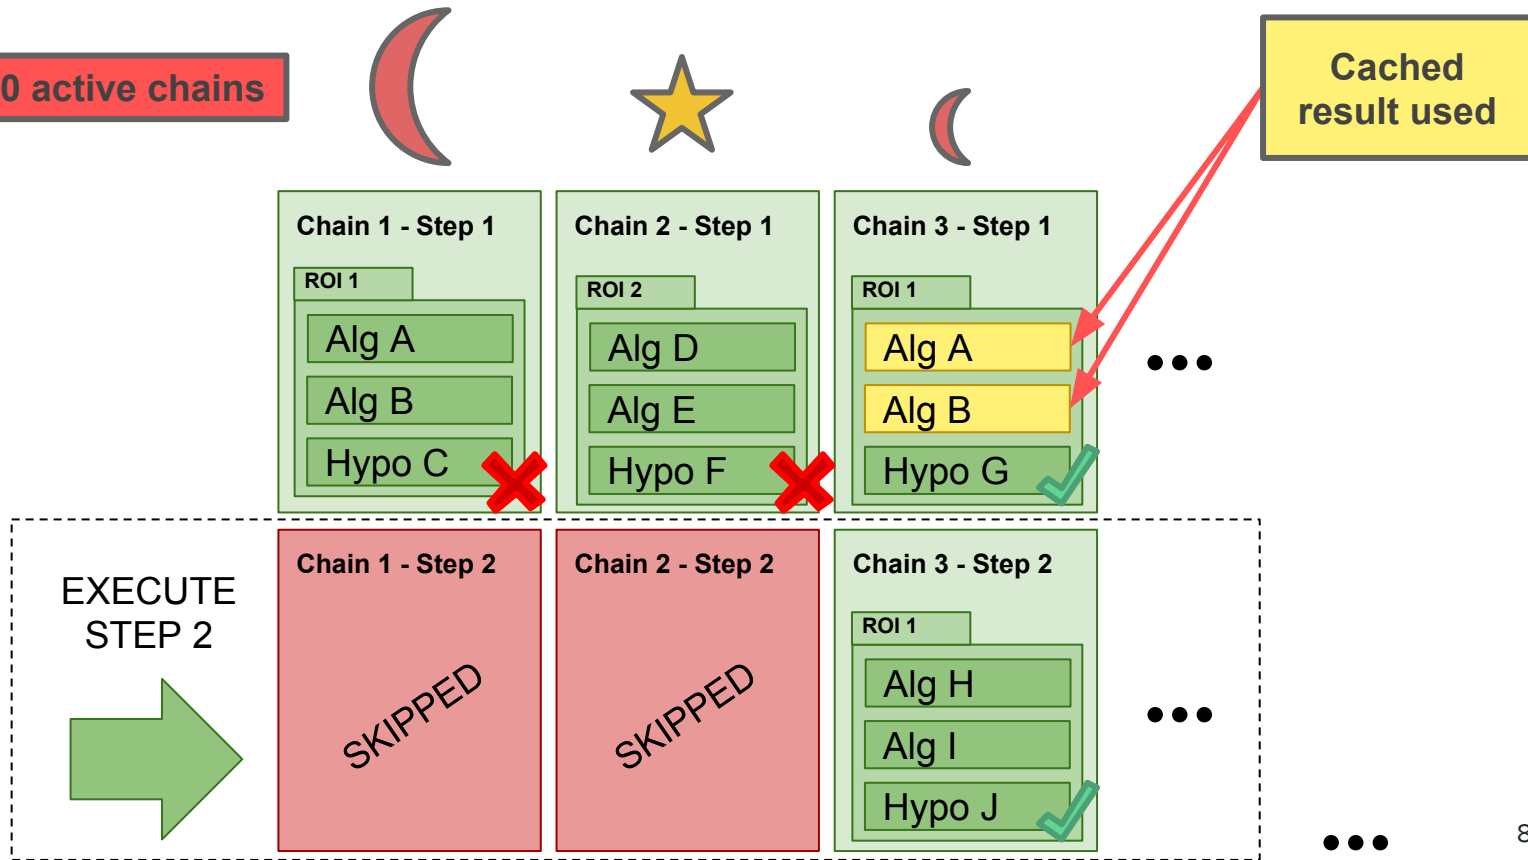 0 active chains
Cached
result used
Chain 1 - Step 1
ROI 1
Alg A
Alg B
Hypo C
Chain 2 - Step 1
ROI 2
Alg D
Alg E
Hypo F
Chain 3 - Step 1
ROI 1
Alg A
Alg B
Hypo G
•••
EXECUTE
STEP 2
Chain 1 - Step 2
SKIPPED
Chain 2 - Step 2
SKIPPED
Chain 3 - Step 2
ROI 1
Alg H
Alg I
Hypo J
•••
•••
8